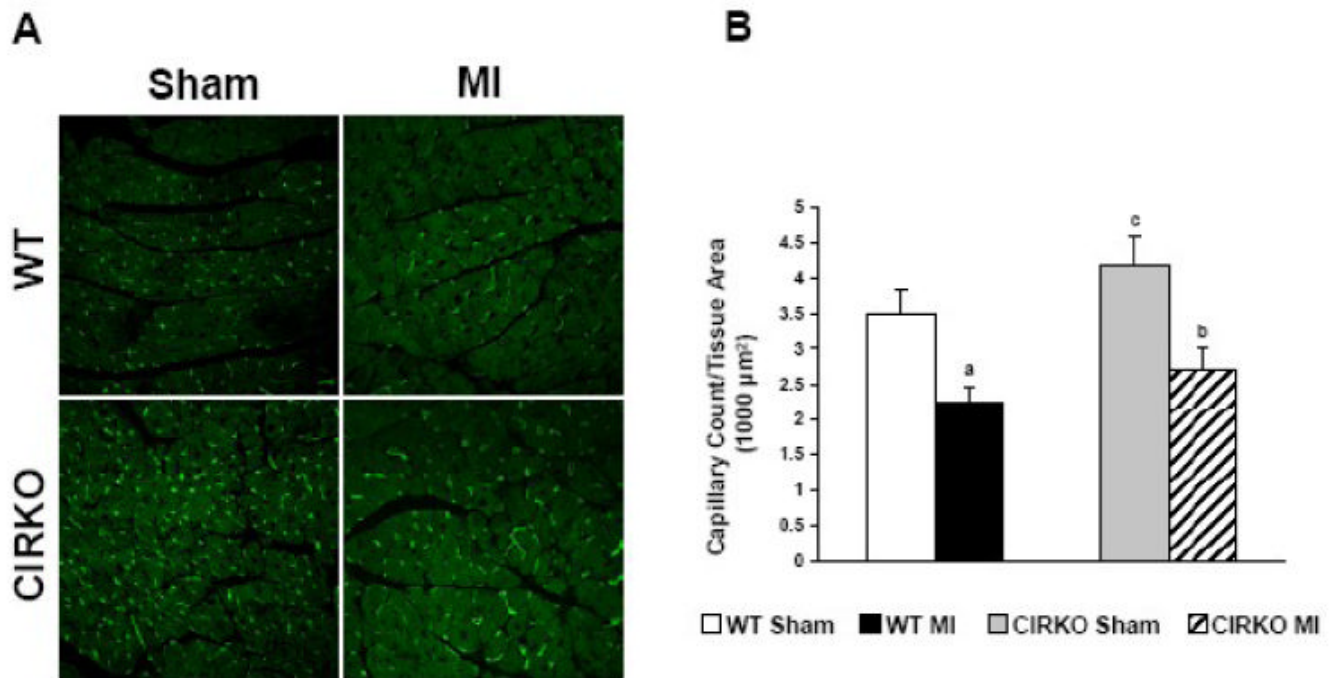 A
B
Sham
MI
WT
CIRKO
Capillary Count/Tissue Area
(1000 µm²)
5
4.5
4
3.5
3
2.5
2
1.5
1
0.5
0
a
c
b
WT Sham
WT MI
CIRKO Sham
CIRKO MI